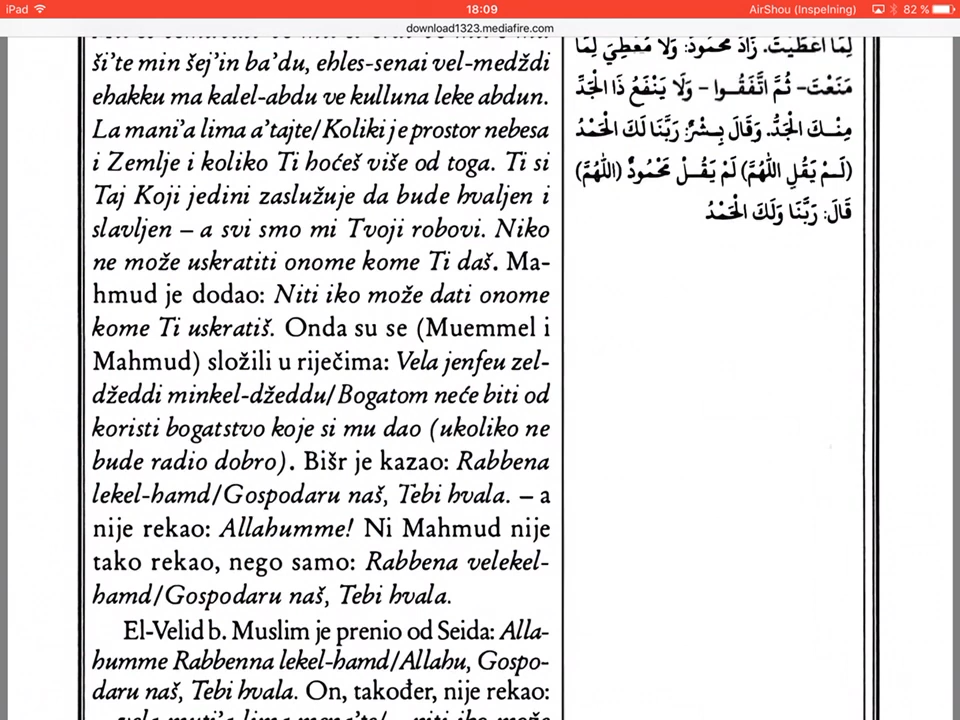 iPad
18:09
AirShou (Inspelning)
82 %
download1323.mediafire.com
ši'te min šej'in ba'du, ehles-senai vel-medždi
ehakku ma kalel-abdu ve kulluna leke abdun.
La mani'a lima a'tajte/Koliki je prostor nebesa
i Zemlje i koliko Ti hoćeš više od toga. Ti si
Taj Koji jedini zaslužuje da bude hvaljen i
slavljen – a svi smo mi Tvoji robovi. Niko
ne može uskratiti onome kome Ti daš. Ma-
hmud je dodao: Niti iko može dati onome
kome Ti uskratiš. Onda su se (Muemmel i
Mahmud) složili u riječima: Vela jenfeu zel-
džeddi minkel-džeddu/Bogatom neće biti od
koristi bogatstvo koje si mu dao (ukoliko ne
bude radio dobro). Bišr je kazao: Rabbena
lekel-hamd/Gospodaru naš, Tebi hvala. – a
nije rekao: Allahumme! Ni Mahmud nije
tako rekao, nego samo: Rabbena velekel-
hamd/Gospodaru naš, Tebi hvala.
El-Velid b. Muslim je prenio od Seida: Alla-
humme Rabbenna lekel-hamd/Allahu, Gospo-
daru naš, Tebi hvala. On, također, nije rekao:
لِمَا أَعْطَيْتَ. زَادَ مَحْمُودٌ: وَلَا مُعْطِيَ لِمَا
مَنَعْتَ- ثُمَّ اتَّفَقُوا - وَلَا يَنْفَعُ ذَا الْجَدِّ
مِنْكَ الْجَدُّ. وَقَالَ بِشْرٌ: رَبَّنَا لَكَ الْحَمْدُ
(لَمْ يَقُلِ اللَّهُمَّ) لَمْ يَقُلْ مَحْمُودٌ (اللَّهُمَّ)
قَالَ: رَبَّنَا وَلَكَ الْحَمْدُ